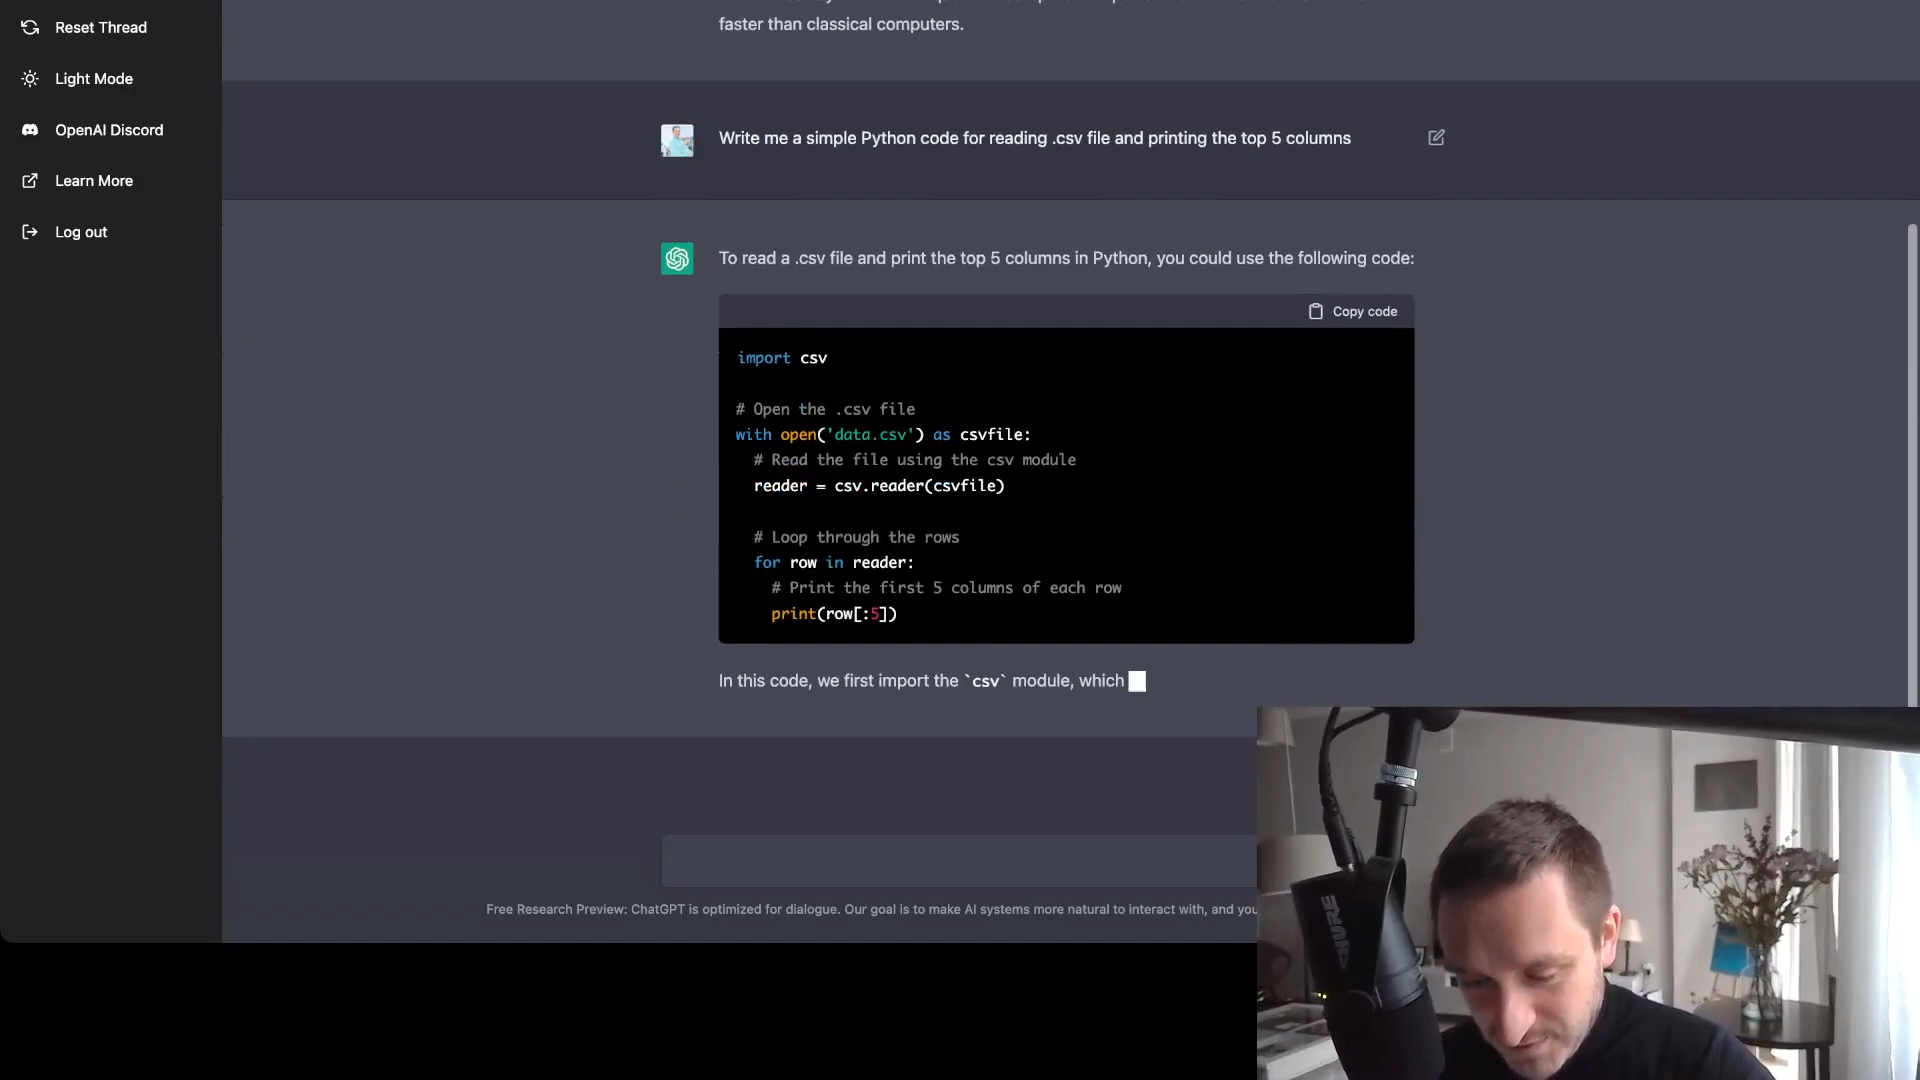 Reset Thread
Light Mode
OpenAI Discord
Learn More
Log out
faster than classical computers.
Write me a simple Python code for reading .csv file and printing the top 5 columns
To read a .csv file and print the top 5 columns in Python, you could use the following code:
Copy code
import csv
# Open the .csv file
with open('data.csv') as csvfile:
# Read the file using the csv module
reader = csv.reader(csvfile)
# Loop through the rows
for row in reader:
# Print the first 5 columns of each row
print(row[:5])
In this code, we first import the `csv` module, which
Free Research Preview: ChatGPT is optimized for dialogue. Our goal is to make AI systems more natural to interact with, and you
SHURE